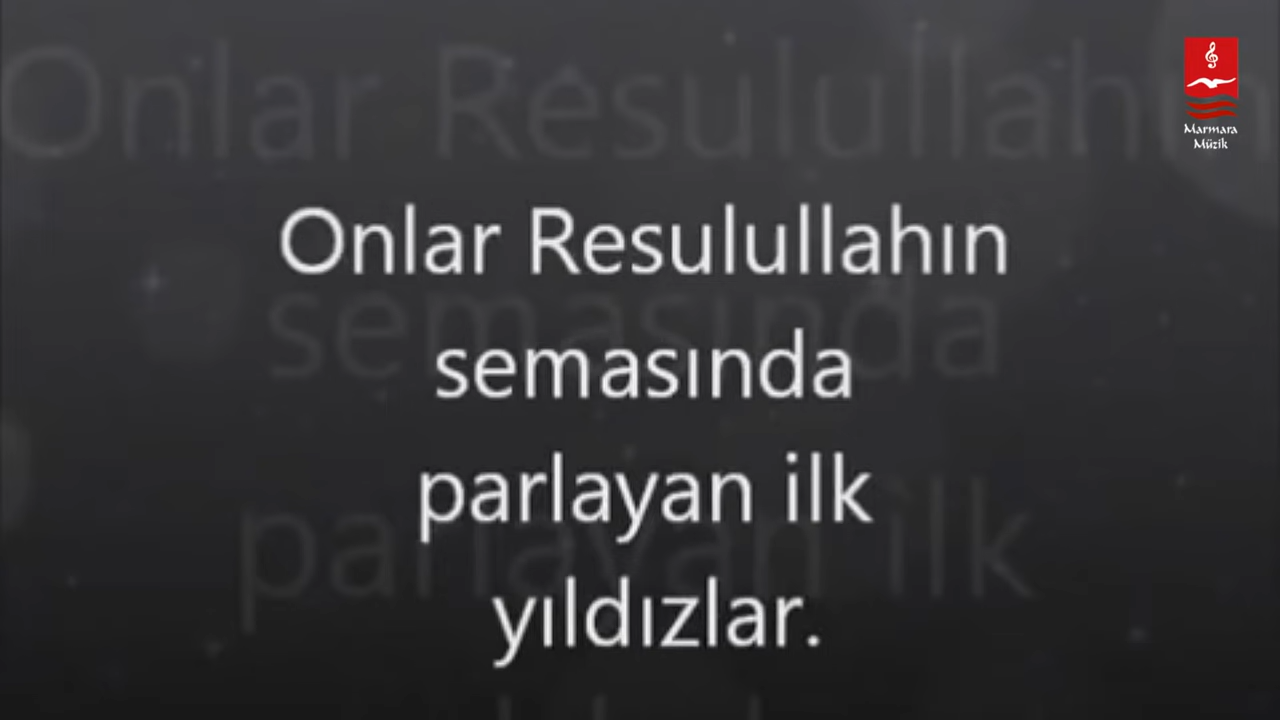 Onlar Resulullahın
semasında
parlayan ilk
yıldızlar.
Marmara
Müzik